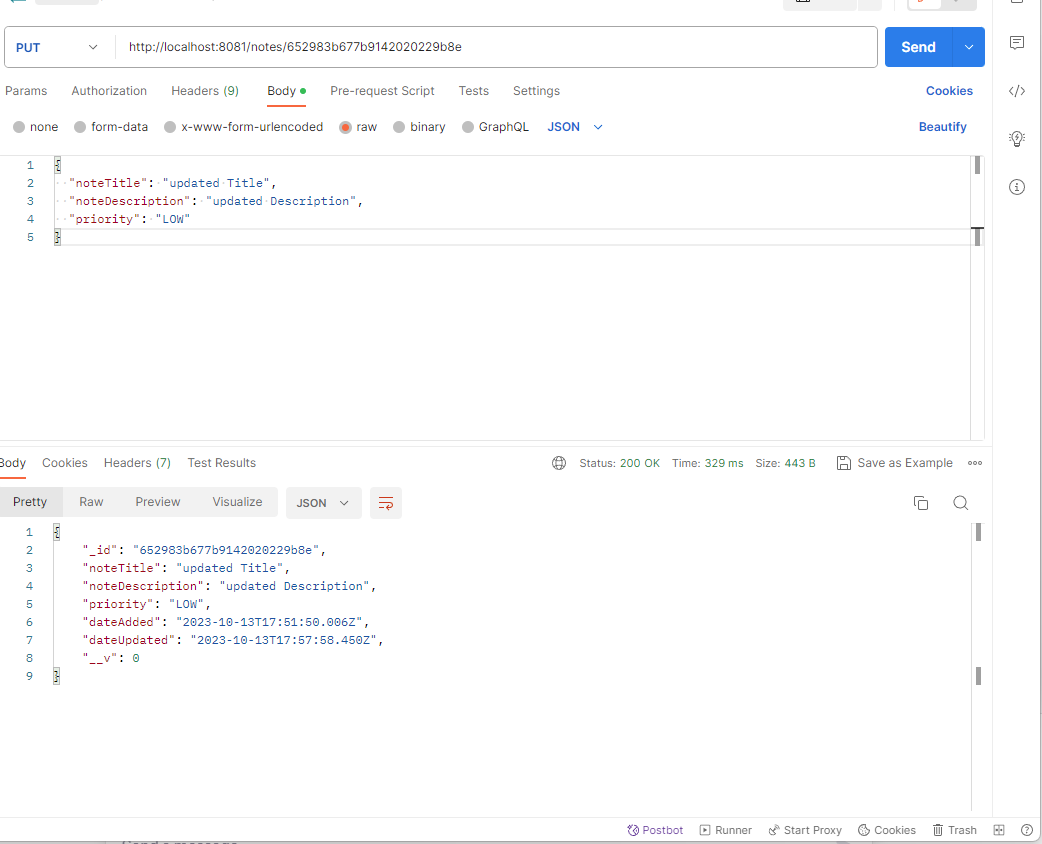 PUT
http://localhost:8081/notes/652983b677b9142020229b8e
Send
Params Authorization Headers (9) Body Pre-request Script Tests Settings Cookies
none form-data x-www-form-urlencoded raw binary GraphQL JSON Beautify
1 {
2 "noteTitle": "updated Title",
3 "noteDescription": "updated Description",
4 "priority": "LOW"
5 }
Body Cookies Headers (7) Test Results Status: 200 OK Time: 329 ms Size: 443 B Save as Example
Pretty Raw Preview Visualize JSON
1 {
2 "_id": "652983b677b9142020229b8e",
3 "noteTitle": "updated Title",
4 "noteDescription": "updated Description",
5 "priority": "LOW",
6 "dateAdded": "2023-10-13T17:51:50.006Z",
7 "dateUpdated": "2023-10-13T17:57:58.450Z",
8 "__v": 0
9 }
Postbot Runner Start Proxy Cookies Trash